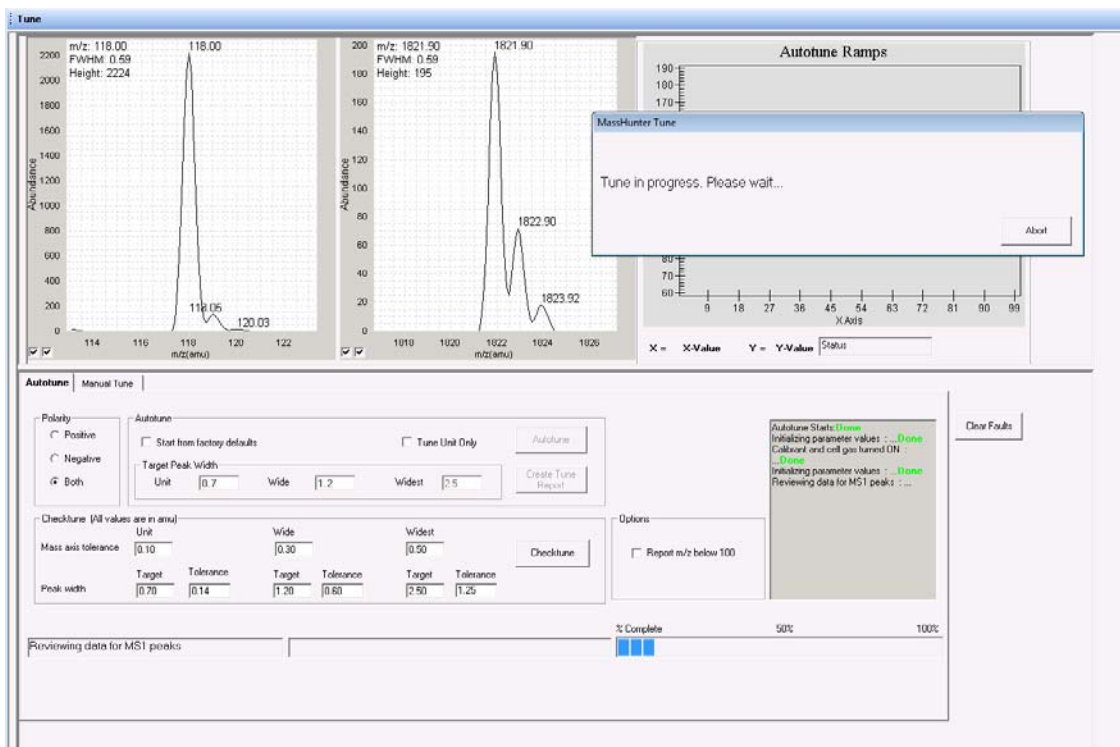 Tune
m/z: 118.00
FWHM: 0.59
Height: 2224
118.00
2200
2000
1800
1600
1400
1200
1000
800
600
400
200
0
Abundance
118.05
120.03
114 116 118 120 122
m/z(amu)
m/z: 1821.90
FWHM: 0.59
Height: 195
1821.90
200
180
160
140
120
100
80
60
40
20
0
Abundance
1822.90
1823.92
1818 1820 1822 1824 1826
m/z(amu)
Autotune Ramps
190
180
170
80
70
60
9 18 27 36 45 54 63 72 81 90 99
X Axis
X = X-Value Y = Y-Value Status
MassHunter Tune
Tune in progress. Please wait...
Abort
Autotune Manual Tune
Polarity
Positive
Negative
Both
Autotune
Start from factory defaults
Tune Unit Only
Autotune
Target Peak Width
Unit 0.7 Wide 1.2 Widest 2.5
Create Tune
Report
Autotune Starts:Done
Initializing parameter values : ...Done
Calibrant and cell gas turned ON :
...Done
Initializing parameter values : ...Done
Reviewing data for MS1 peaks : ...
Clear Faults
Checktune (All values are in amu)
Unit Wide Widest
Mass axis tolerance 0.10 0.30 0.50
Checktune
Target Tolerance Target Tolerance Target Tolerance
Peak width 0.70 0.14 1.20 0.60 2.50 1.25
Options
Report m/z below 100
% Complete 50% 100%
Reviewing data for MS1 peaks